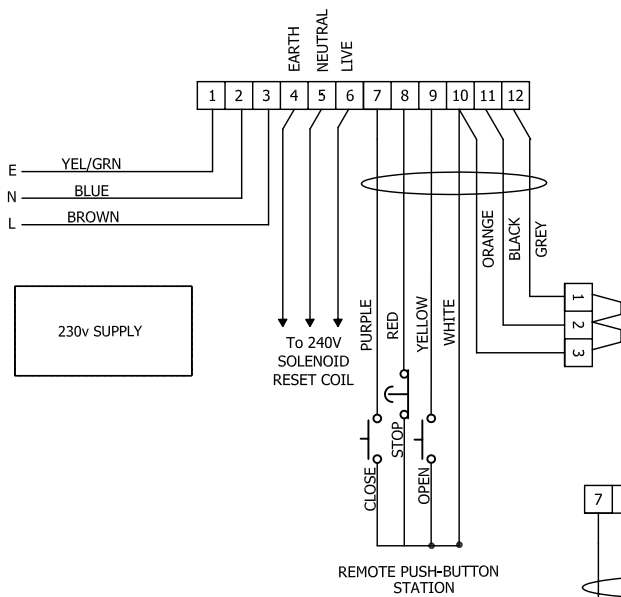 EARTH
NEUTRAL
LIVE
1 2 3 4 5 6 7 8 9 10 11 12
E YEL/GRN
N BLUE
L BROWN
230v SUPPLY
To 240V
SOLENOID
RESET COIL
PURPLE
RED
YELLOW
WHITE
ORANGE
BLACK
GREY
1
2
3
CLOSE
STOP
OPEN
7
REMOTE PUSH-BUTTON
STATION